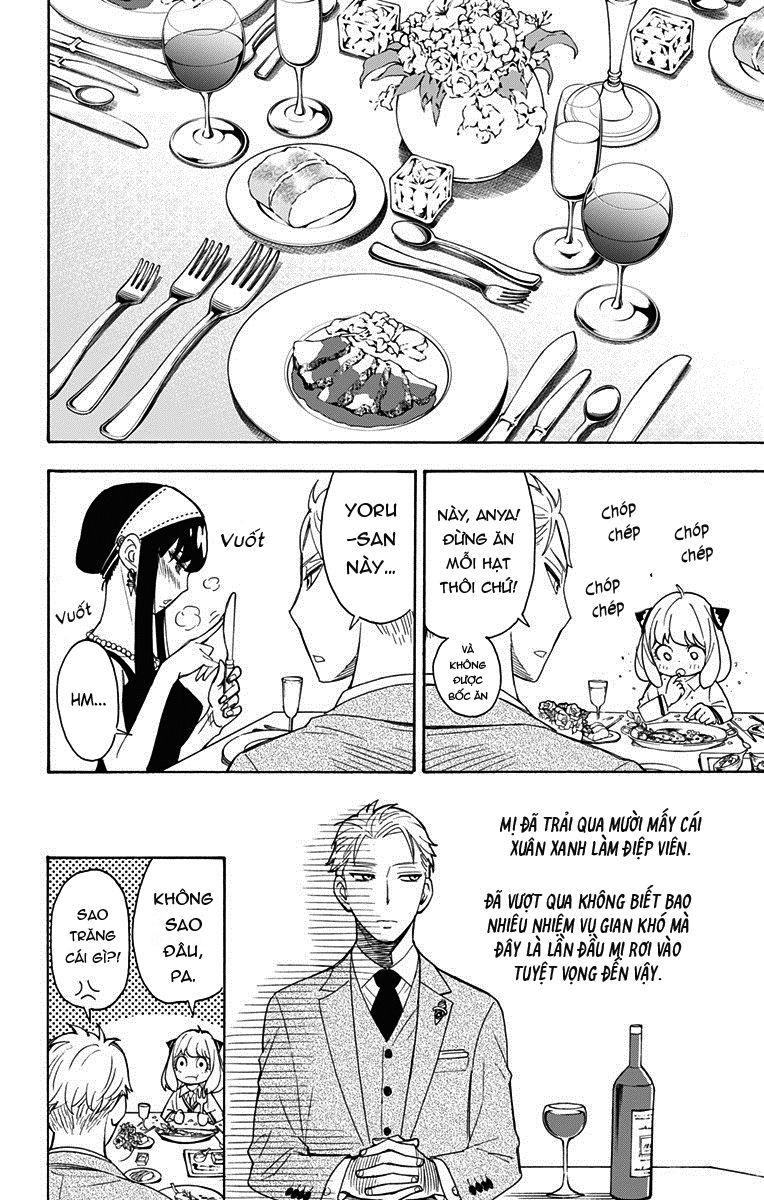 NÀY, ANYA!
ĐỪNG ĂN
MỖI HẠT
THÔI CHỨ!
VÀ
KHÔNG
ĐƯỢC
BỐC ĂN
CHÓP
CHÉP
CHÓP
CHÉP
CHÓP
CHÉP
YORU
-SAN
NÀY...
VUỐT
VUỐT
HM...
MỊ ĐÃ TRẢI QUA MƯỜI MẤY CÁI
XUÂN XANH LÀM ĐIỆP VIÊN.
ĐÃ VƯỢT QUA KHÔNG BIẾT BAO
NHIÊU NHIỆM VỤ GIAN KHÓ MÀ
ĐÂY LÀ LẦN ĐẦU MỊ RƠI VÀO
TUYỆT VỌNG ĐẾN VẬY.
KHÔNG
SAO
ĐÂU,
PA.
SAO
TRĂNG
CÁI GÌ?!